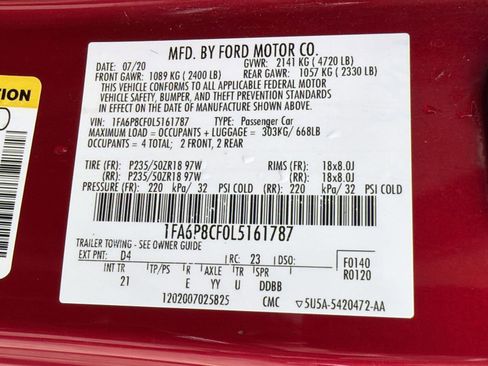 MFD. BY FORD MOTOR CO.
DATE: 07/20 GVWR: 2141 KG (4720 LB)
FRONT GAWR: 1089 KG (2400 LB) REAR GAWR: 1057 KG (2330 LB)
THIS VEHICLE CONFORMS TO ALL APPLICABLE FEDERAL MOTOR
VEHICLE SAFETY, BUMPER, AND THEFT PREVENTION STANDARDS
IN EFFECT ON THE DATE OF MANUFACTURE SHOWN ABOVE.
VIN: 1FA6P8CF0L5161787 TYPE: Passenger Car
MAXIMUM LOAD = OCCUPANTS + LUGGAGE = 303KG/ 668LB
OCCUPANTS = 4 TOTAL; 2 FRONT, 2 REAR
TIRE (FR): P235/50ZR18 97W RIMS (FR): 18x8.0J
(RR): P235/50ZR18 97W (RR): 18x8.0J
PRESSURE (FR): 220 kPa/ 32 PSI COLD (RR): 220 kPa/ 32 PSI COLD
1FA6P8CF0L5161787
TRAILER TOWING - SEE OWNER GUIDE
EXT PNT: D4 RC: 23 DSO: F0140
INT TR TP/PS R AXLE TR SPR R0120
21 E YY U DDBB
1202007025825 CMC 5U5A-5420472-AA